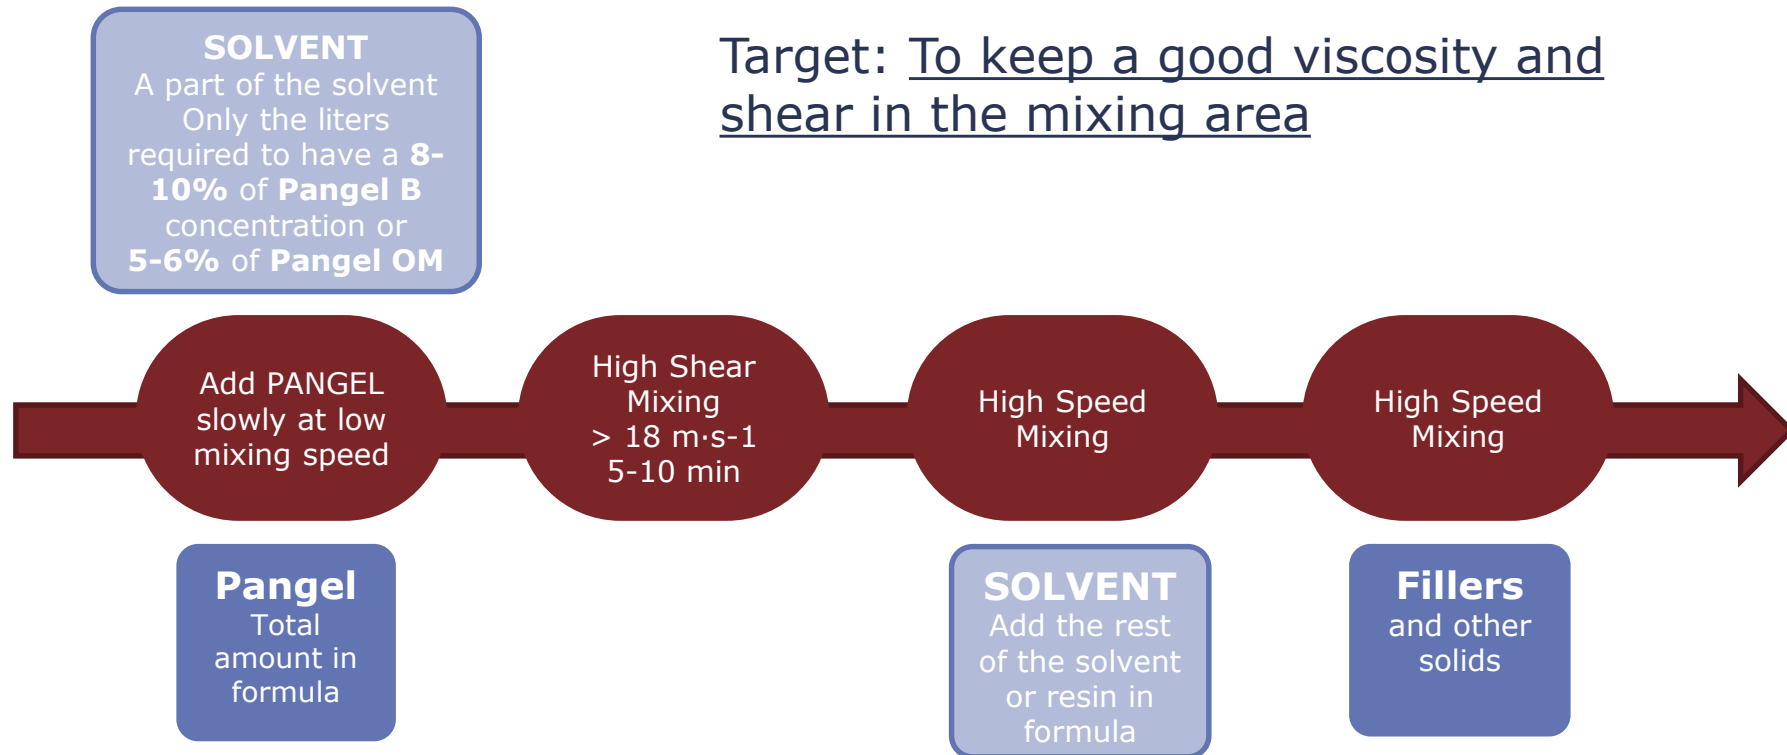 SOLVENT
A part of the solvent
Only the liters
required to have a 8-
10% of Pangel B
concentration or
5-6% of Pangel OM
Target: To keep a good viscosity and
shear in the mixing area
Add PANGEL
slowly at low
mixing speed
High Shear
Mixing
> 18 m·s-1
5-10 min
High Speed
Mixing
High Speed
Mixing
Pangel
Total
amount in
formula
SOLVENT
Add the rest
of the solvent
or resin in
formula
Fillers
and other
solids